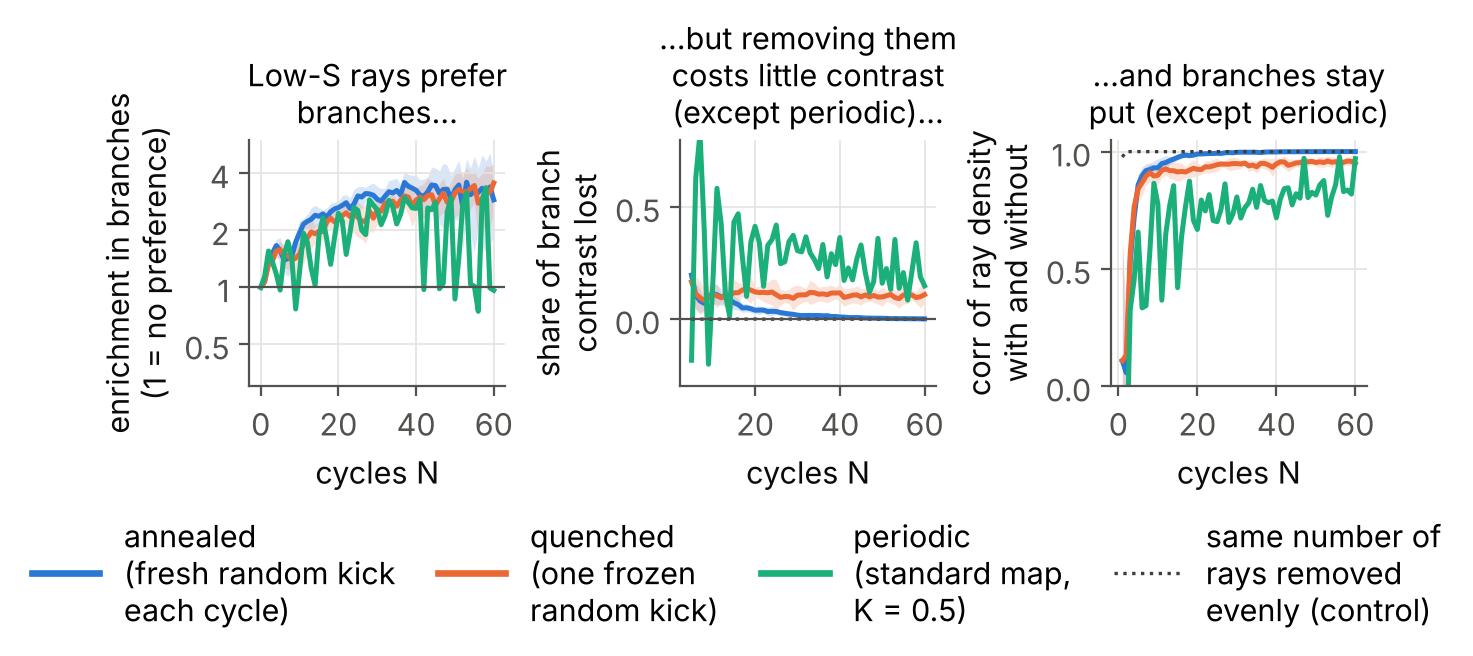 Low-S rays prefer
branches...
enrichment in branches
(1 = no preference)
4
2
1
0.5
0
20
40
60
cycles N
...but removing them
costs little contrast
(except periodic)...
share of branch
contrast lost
0.5
0.0
20
40
60
cycles N
...and branches stay
put (except periodic)
corr of ray density
with and without
1.0
0.5
0.0
0
20
40
60
cycles N
annealed
(fresh random kick
each cycle)
quenched
(one frozen
random kick)
periodic
(standard map,
K = 0.5)
same number of
rays removed
evenly (control)